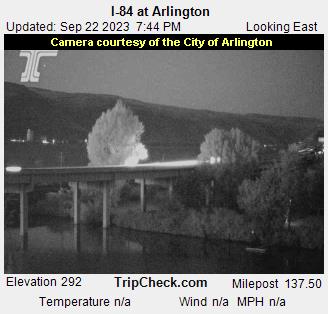 I-84 at Arlington
Updated: Sep 22 2023 7:44 PM Looking East
Camera courtesy of the City of Arlington
Elevation 292 TripCheck.com Milepost 137.50
Temperature n/a Wind n/a MPH n/a